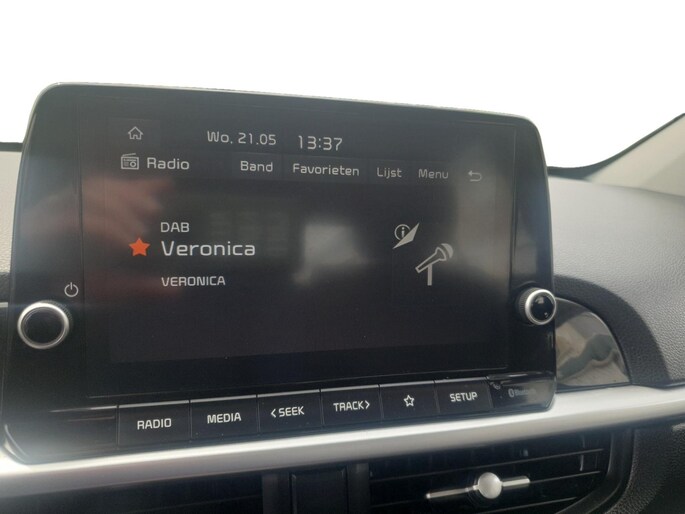 Wo. 21.05 13:37
Radio Band Favorieten Lijst Menu
DAB
Veronica
VERONICA
RADIO MEDIA <SEEK TRACK> SETUP